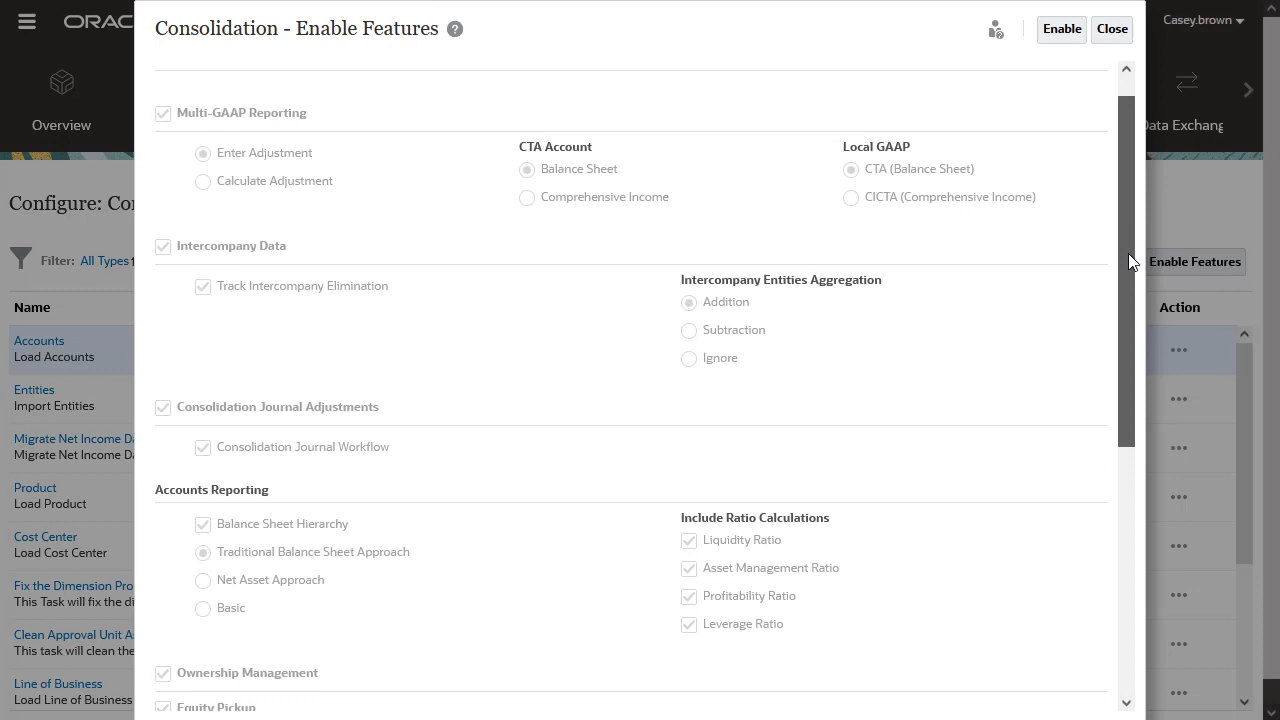 ORAC
Consolidation - Enable Features
?
Enable
Close
Casey.brown
Overview
Data Exchang
Multi-GAAP Reporting
Enter Adjustment
Calculate Adjustment
CTA Account
Balance Sheet
Comprehensive Income
Local GAAP
CTA (Balance Sheet)
CICTA (Comprehensive Income)
Configure: Co
Filter: All Types
Enable Features
Intercompany Data
Track Intercompany Elimination
Intercompany Entities Aggregation
Addition
Subtraction
Ignore
Name
Action
Accounts
Load Accounts
Entities
Import Entities
Migrate Net Income Da
Migrate Net Income D
Product
Load Product
Cost Center
Load Cost Center
Fix the Dimension Pro
This Task will fix the di
Clean Approval Unit As
This task will clean the
Line of Business
Load Line of Business
Consolidation Journal Adjustments
Consolidation Journal Workflow
Accounts Reporting
Balance Sheet Hierarchy
Traditional Balance Sheet Approach
Net Asset Approach
Basic
Include Ratio Calculations
Liquidity Ratio
Asset Management Ratio
Profitability Ratio
Leverage Ratio
Ownership Management
Equity Pickup